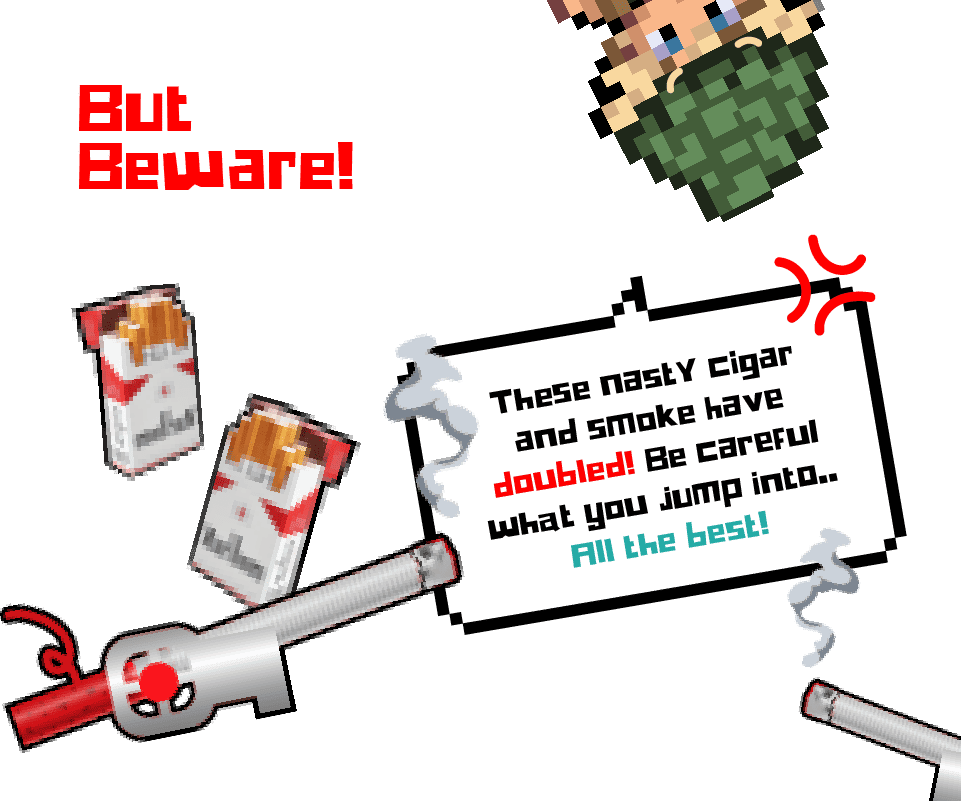 But
Beware!
These nasty cigar
and smoke have
doubled! Be careful
what you jump into..
All the best!